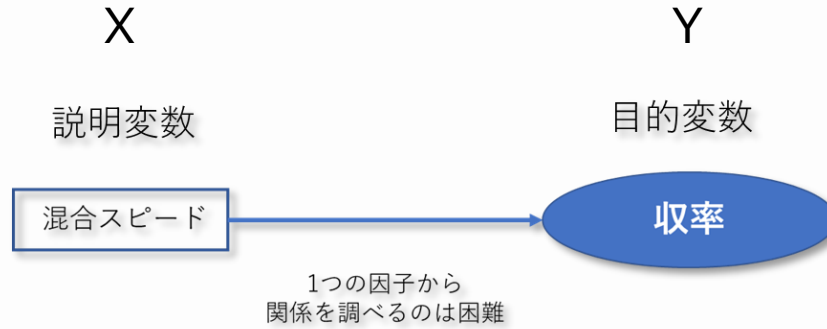 X
Y
説明変数
目的変数
混合スピード
収率
1つの因子から
関係を調べるのは困難